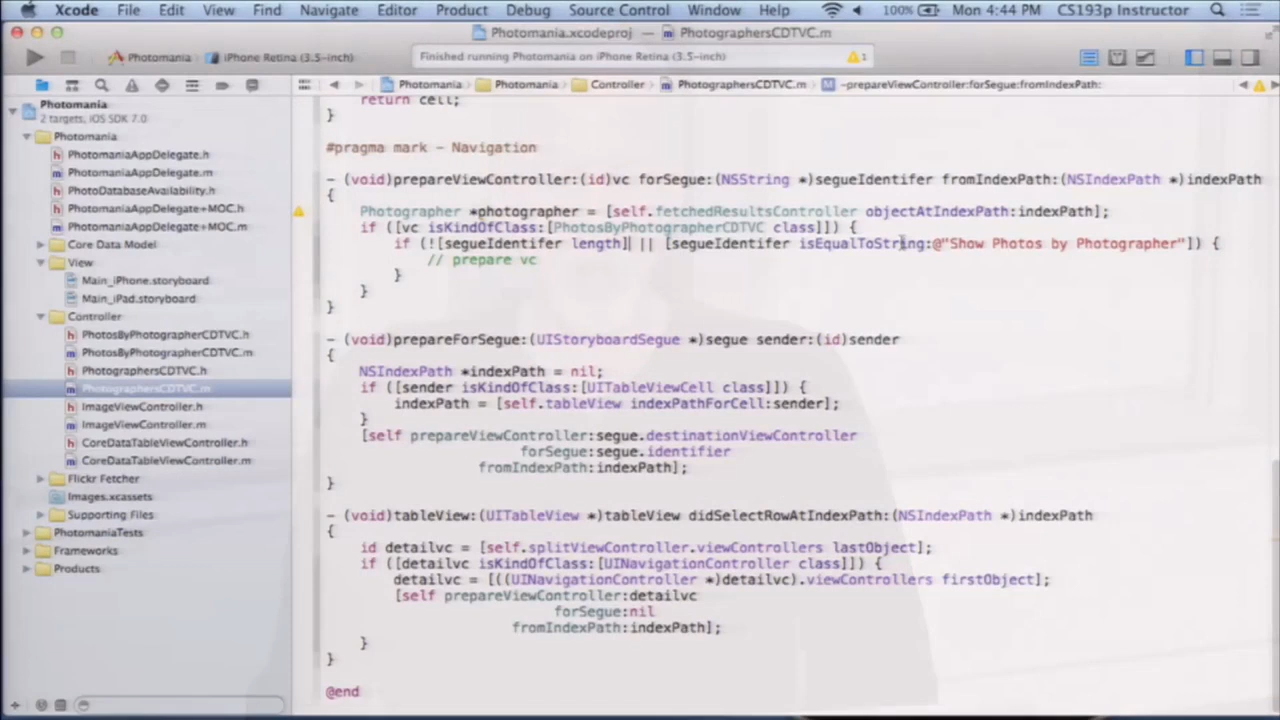 Xcode File Edit View Find Navigate Editor Product Debug Source Control Window Help 100% Mon 4:44 PM CS193p Instructor
Photomania.xcodeproj — PhotographersCDTVC.m
Photomania iPhone Retina (3.5-inch) Finished running Photomania on iPhone Retina (3.5-inch) 1
Photomania Photomania Controller PhotographersCDTVC.m M -prepareViewController:forSegue:fromIndexPath:
Photomania
2 targets, iOS SDK 7.0
Photomania
h PhotomaniaAppDelegate.h
m PhotomaniaAppDelegate.m
h PhotoDatabaseAvailability.h
h PhotomaniaAppDelegate+MOC.h
m PhotomaniaAppDelegate+MOC.m
Core Data Model
View
Main_iPhone.storyboard
Main_iPad.storyboard
Controller
h PhotosByPhotographerCDTVC.h
m PhotosByPhotographerCDTVC.m
h PhotographersCDTVC.h
m PhotographersCDTVC.m
h ImageViewController.h
m ImageViewController.m
h CoreDataTableViewController.h
m CoreDataTableViewController.m
Flickr Fetcher
Images.xcassets
Supporting Files
PhotomaniaTests
Frameworks
Products
return cell;
}
#pragma mark - Navigation
- (void)prepareViewController:(id)vc forSegue:(NSString *)segueIdentifer fromIndexPath:(NSIndexPath *)indexPath
{
Photographer *photographer = [self.fetchedResultsController objectAtIndexPath:indexPath];
if ([vc isKindOfClass:[PhotosByPhotographerCDTVC class]]) {
if (![segueIdentifer length] || [segueIdentifer isEqualToString:@"Show Photos by Photographer"]) {
// prepare vc
}
}
}
- (void)prepareForSegue:(UIStoryboardSegue *)segue sender:(id)sender
{
NSIndexPath *indexPath = nil;
if ([sender isKindOfClass:[UITableViewCell class]]) {
indexPath = [self.tableView indexPathForCell:sender];
}
[self prepareViewController:segue.destinationViewController
forSegue:segue.identifier
fromIndexPath:indexPath];
}
- (void)tableView:(UITableView *)tableView didSelectRowAtIndexPath:(NSIndexPath *)indexPath
{
id detailvc = [self.splitViewController.viewControllers lastObject];
if ([detailvc isKindOfClass:[UINavigationController class]]) {
detailvc = [((UINavigationController *)detailvc).viewControllers firstObject];
[self prepareViewController:detailvc
forSegue:nil
fromIndexPath:indexPath];
}
}
@end